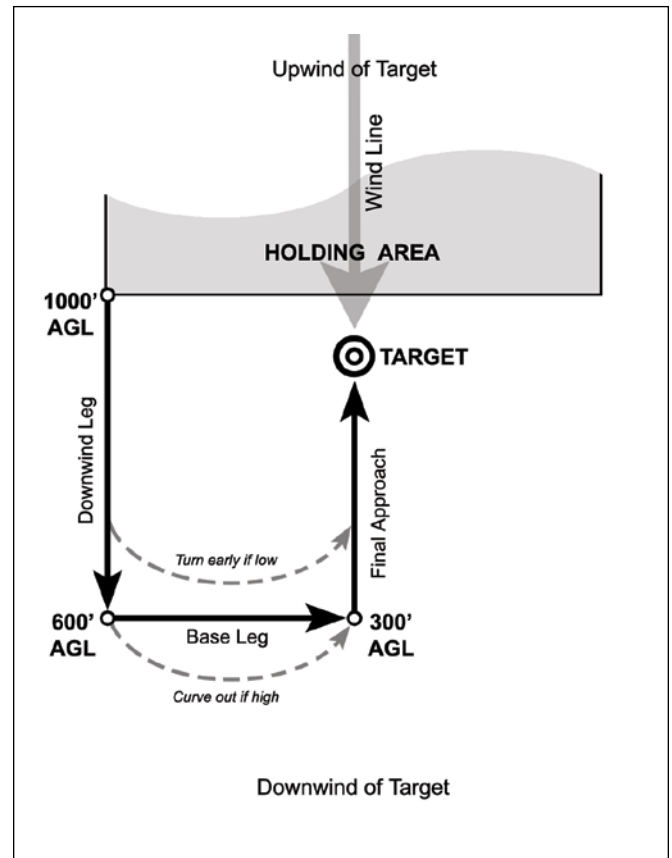 Upwind of Target
Wind Line
HOLDING AREA
1000'
AGL
TARGET
Downwind Leg
Final Approach
Turn early if low
600'
AGL
Base Leg
300'
AGL
Curve out if high
Downwind of Target